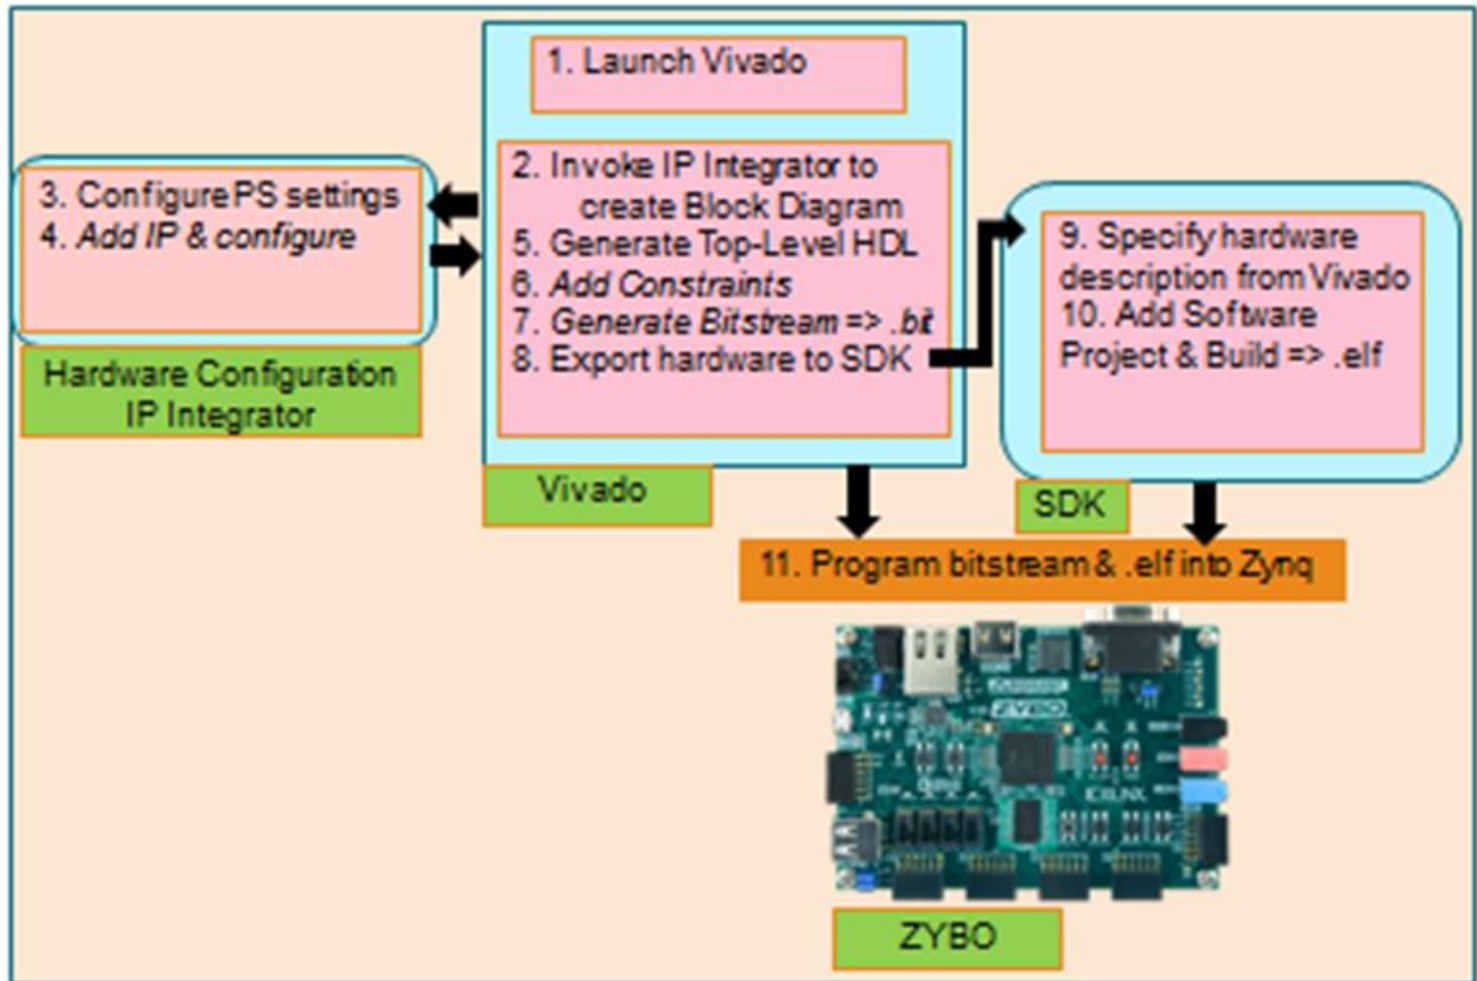 1. Launch Vivado
2. Invoke IP Integrator to
create Block Diagram
3. Configure PS settings
4. Add IP & configure
Hardware Configuration
IP Integrator
5. Generate Top-Level HDL
6. Add Constraints
7. Generate Bitstream => .bit
8. Export hardware to SDK
Vivado
9. Specify hardware
description from Vivado
10. Add Software
Project & Build => .elf
SDK
11. Program bitstream & .elf into Zynq
ZYBO
ZYBO